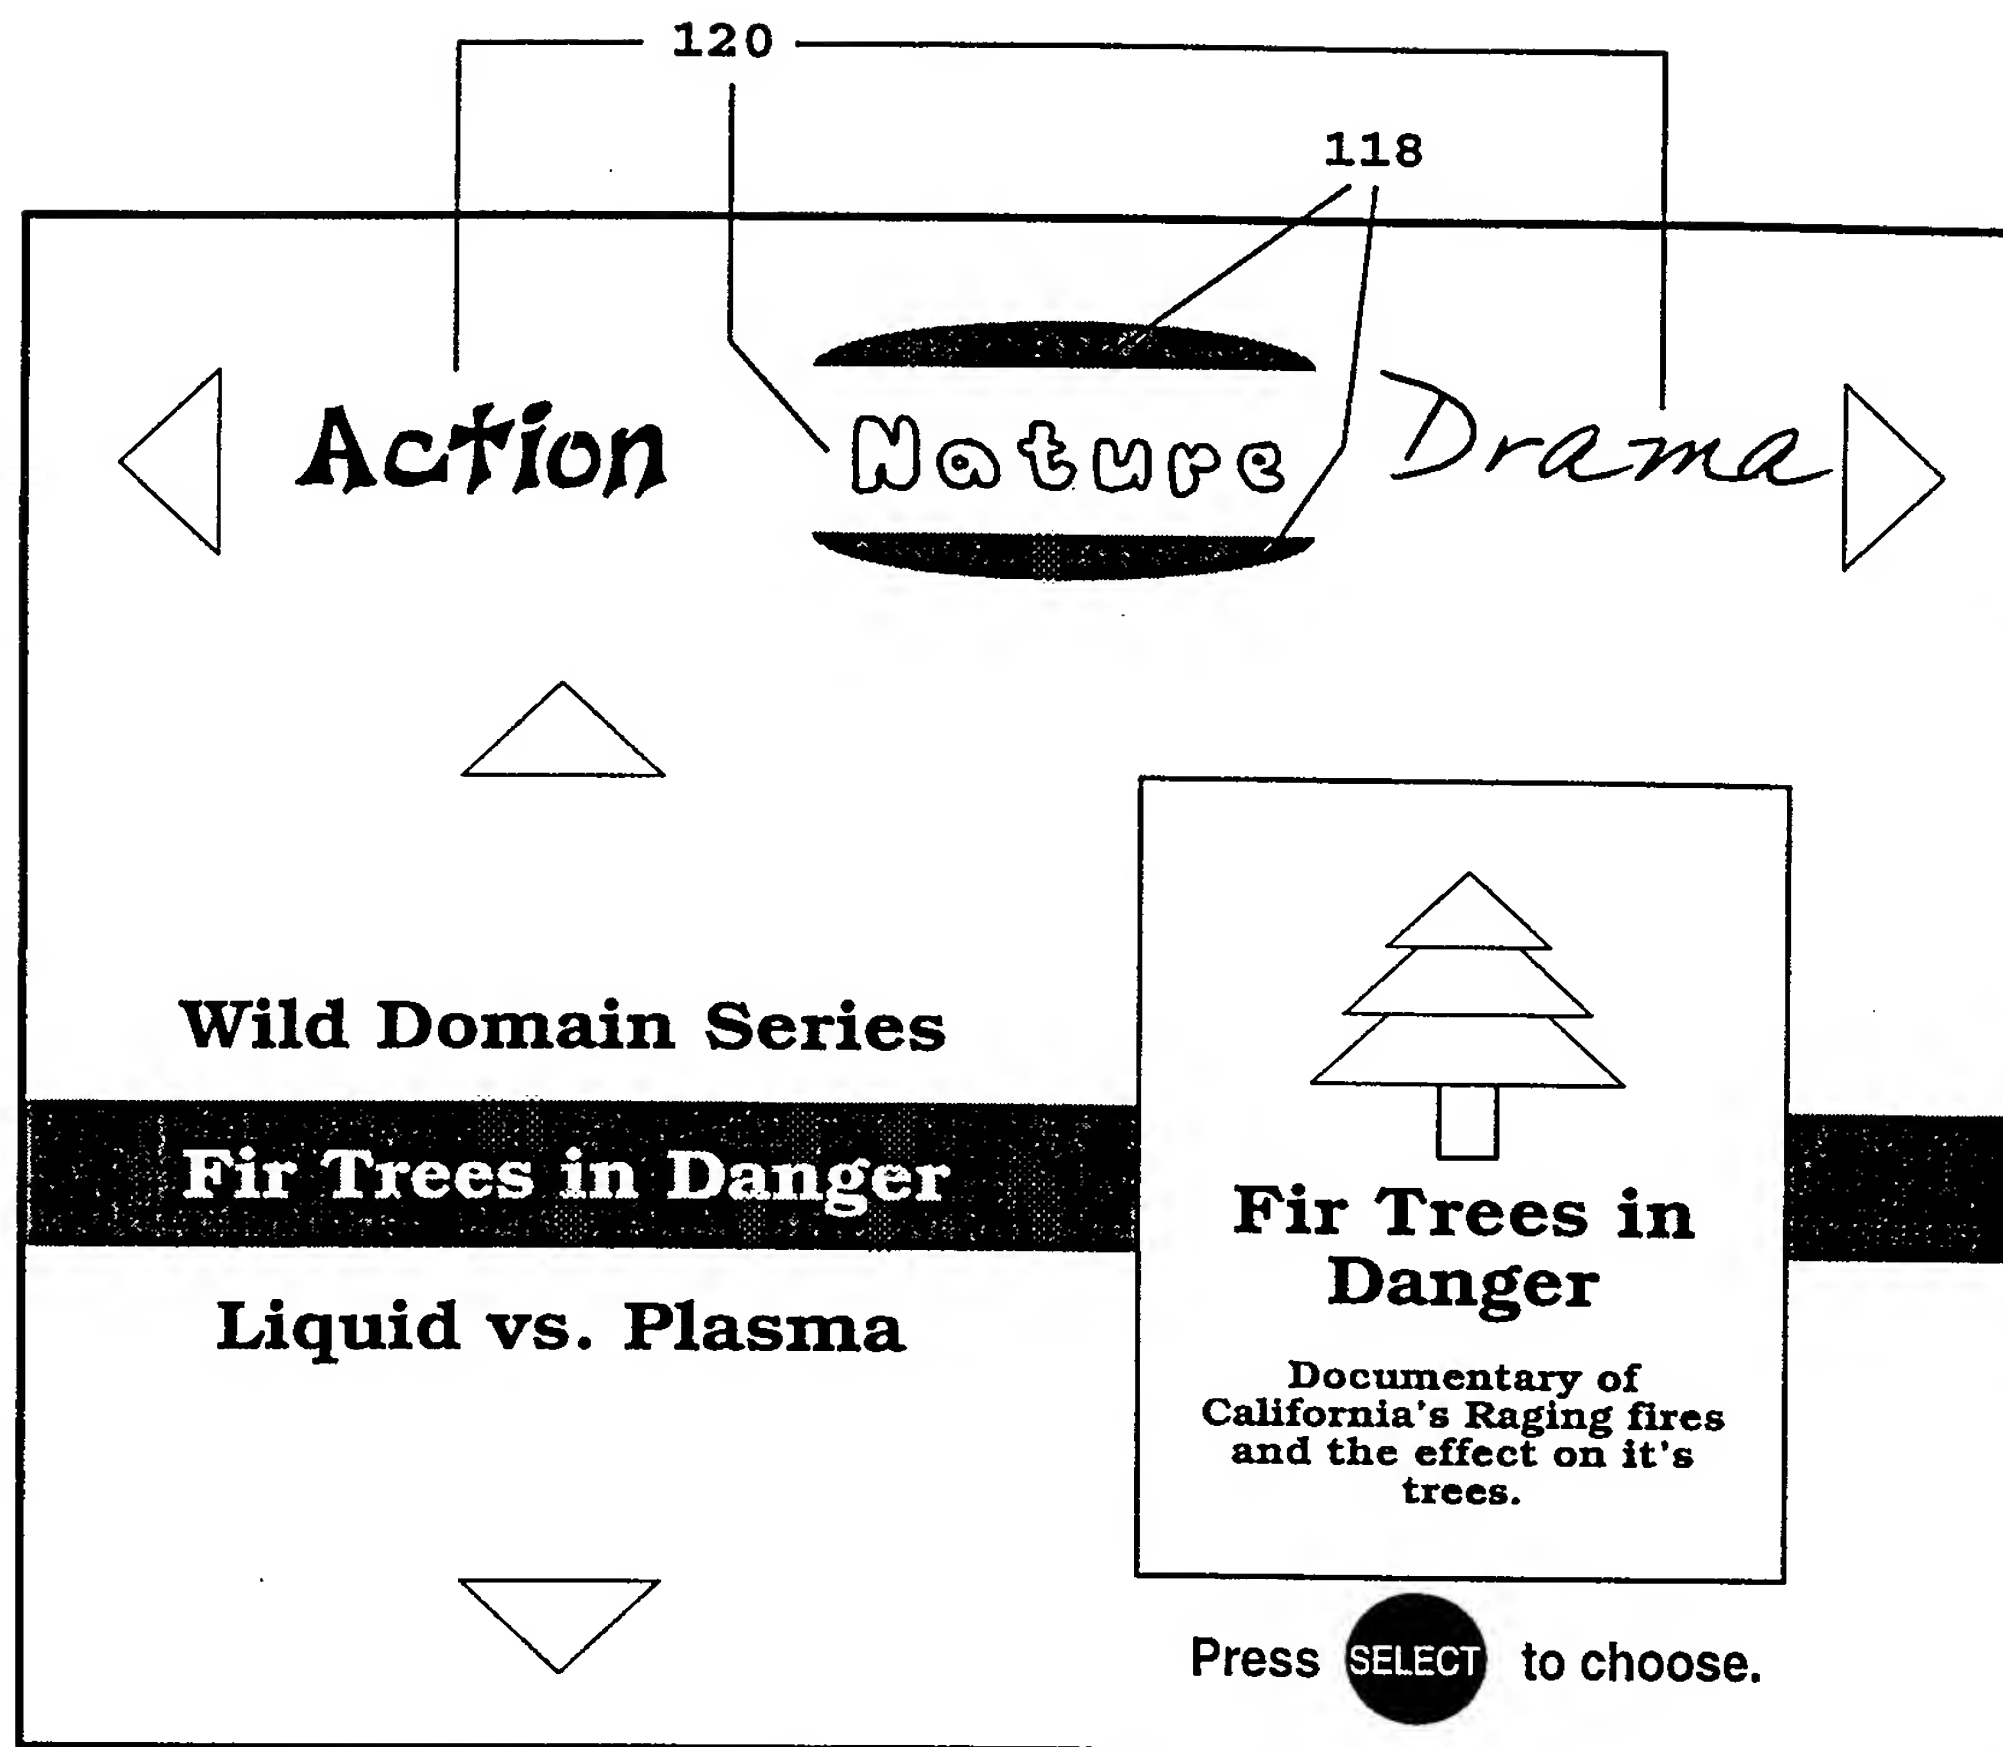 120
118
Action Nature Drama
Wild Domain Series
Fir Trees in Danger
Liquid vs. Plasma
Fir Trees in
Danger
Documentary of
California's Raging fires
and the effect on it's
trees.
Press SELECT to choose.